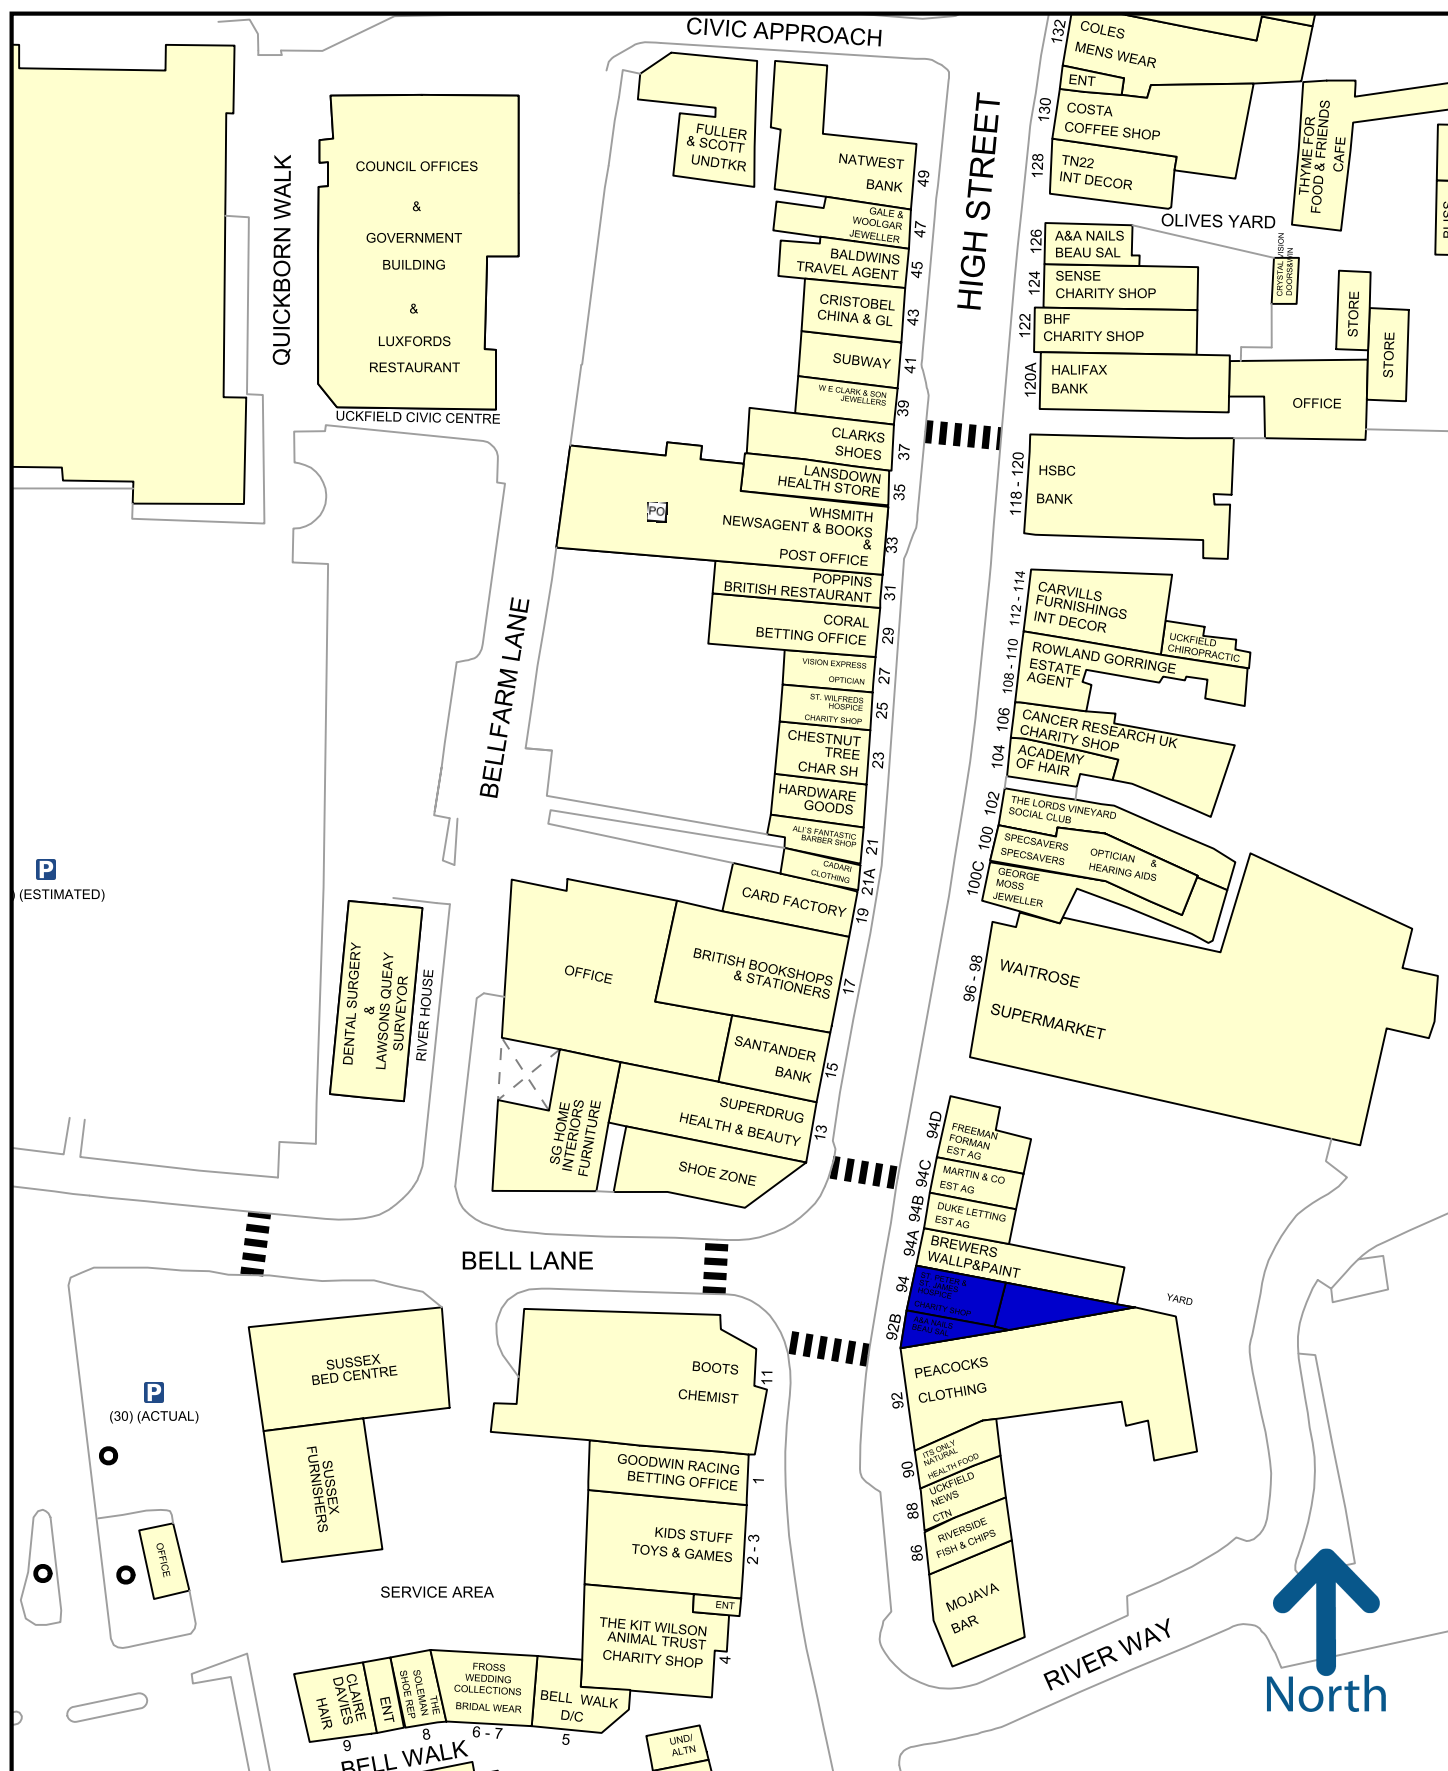 CIVIC APPROACH
HIGH STREET
QUICKBORN WALK
COUNCIL OFFICES
&
GOVERNMENT
BUILDING
&
LUXFORDS
RESTAURANT
UCKFIELD CIVIC CENTRE
FULLER
& SCOTT
UNDTKR
NATWEST
BANK
49
GALE &
WOOLGAR
JEWELLER
47
BALDWINS
TRAVEL AGENT
45
CRISTOBEL
CHINA & GL
43
SUBWAY
41
W E CLARK & SON
JEWELLERS
39
CLARKS
SHOES
37
LANSDOWN
HEALTH STORE
35
PO
WHSMITH
NEWSAGENT & BOOKS
&
POST OFFICE
33
POPPINS
BRITISH RESTAURANT
31
CORAL
BETTING OFFICE
29
VISION EXPRESS
OPTICIAN
27
ST. WILFREDS
HOSPICE
CHARITY SHOP
25
CHESTNUT
TREE
CHAR SH
23
HARDWARE
GOODS
ALI'S FANTASTIC
BARBER SHOP
21
CADARI
CLOTHING
21A
CARD FACTORY
19
BRITISH BOOKSHOPS
& STATIONERS
17
OFFICE
SANTANDER
BANK
15
SUPERDRUG
HEALTH & BEAUTY
13
SHOE ZONE
SG HOME
INTERIORS
FURNITURE
BELLFARM LANE
DENTAL SURGERY
&
LAWSONS QUEAY
SURVEYOR
RIVER HOUSE
P
) (ESTIMATED)
132
COLES
MENS WEAR
ENT
130
COSTA
COFFEE SHOP
128
TN22
INT DECOR
THYME FOR
FOOD & FRIENDS
CAFE
BLISS
OLIVES YARD
126
A&A NAILS
BEAU SAL
124
SENSE
CHARITY SHOP
122
BHF
CHARITY SHOP
120A
HALIFAX
BANK
CRYSTAL VISION
DOORS&WIN
STORE
STORE
OFFICE
118 - 120
HSBC
BANK
112 - 114
CARVILLS
FURNISHINGS
INT DECOR
UCKFIELD
CHIROPRACTIC
108 - 110
ROWLAND GORRINGE
ESTATE
AGENT
106
CANCER RESEARCH UK
CHARITY SHOP
104
ACADEMY
OF HAIR
102
THE LORDS VINEYARD
SOCIAL CLUB
100
SPECSAVERS
SPECSAVERS
OPTICIAN
&
HEARING AIDS
100C
GEORGE
MOSS
JEWELLER
96 - 98
WAITROSE
SUPERMARKET
94D
FREEMAN
FORMAN
EST AG
94C
MARTIN & CO
EST AG
94B
DUKE LETTING
EST AG
94A
BREWERS
WALLP&PAINT
94
92B
YARD
92
PEACOCKS
CLOTHING
90
ITS ONLY
NATURAL
HEALTH FOOD
88
UCKFIELD
NEWS
CTN
86
RIVERSIDE
FISH & CHIPS
MOJAVA
BAR
RIVER WAY
North
BELL LANE
SUSSEX
BED CENTRE
SUSSEX
FURNISHERS
P
(30) (ACTUAL)
OFFICE
SERVICE AREA
BOOTS
CHEMIST
11
GOODWIN RACING
BETTING OFFICE
1
KIDS STUFF
TOYS & GAMES
2 - 3
ENT
THE KIT WILSON
ANIMAL TRUST
CHARITY SHOP
4
CLAIRE
DAVIES
HAIR
9
ENT
THE
SOLEMAN
SHOE REP
8
FROSS
WEDDING
COLLECTIONS
BRIDAL WEAR
6 - 7
BELL WALK
D/C
5
BELL WALK
UND/
ALTN